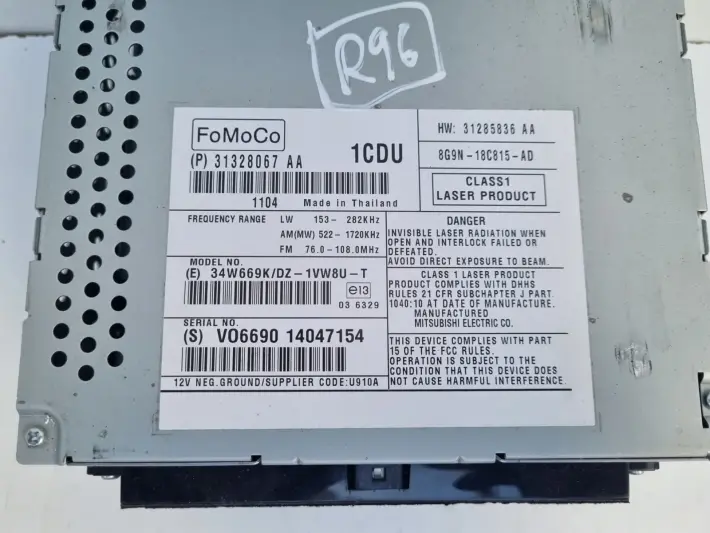 R96
FoMoCo
(P) 31328067 AA
1CDU
1104 Made in Thailand
HW: 31285836 AA
8G9N-18C815-AD
CLASS1
LASER PRODUCT
FREQUENCY RANGE LW 153- 282KHz
AM(MW) 522- 1720KHz
FM 76.0-108.0MHz
MODEL NO.
(E) 34W669K/DZ-1VW8U-T
e13
03 6329
SERIAL NO.
(S) VO6690 14047154
12V NEG.GROUND/SUPPLIER CODE:U910A
DANGER
INVISIBLE LASER RADIATION WHEN
OPEN AND INTERLOCK FAILED OR
DEFEATED.
AVOID DIRECT EXPOSURE TO BEAM.
CLASS 1 LASER PRODUCT
PRODUCT COMPLIES WITH DHHS
RULES 21 CFR SUBCHAPTER J PART
1040:10 AT DATE OF MANUFACTURE.
MANUFACTURED
MITSUBISHI ELECTRIC CO.
THIS DEVICE COMPLIES WITH PART
15 OF THE FCC RULES.
OPERATION IS SUBJECT TO THE
CONDITION THAT THIS DEVICE DOES
NOT CAUSE HARMFUL INTERFERENCE.